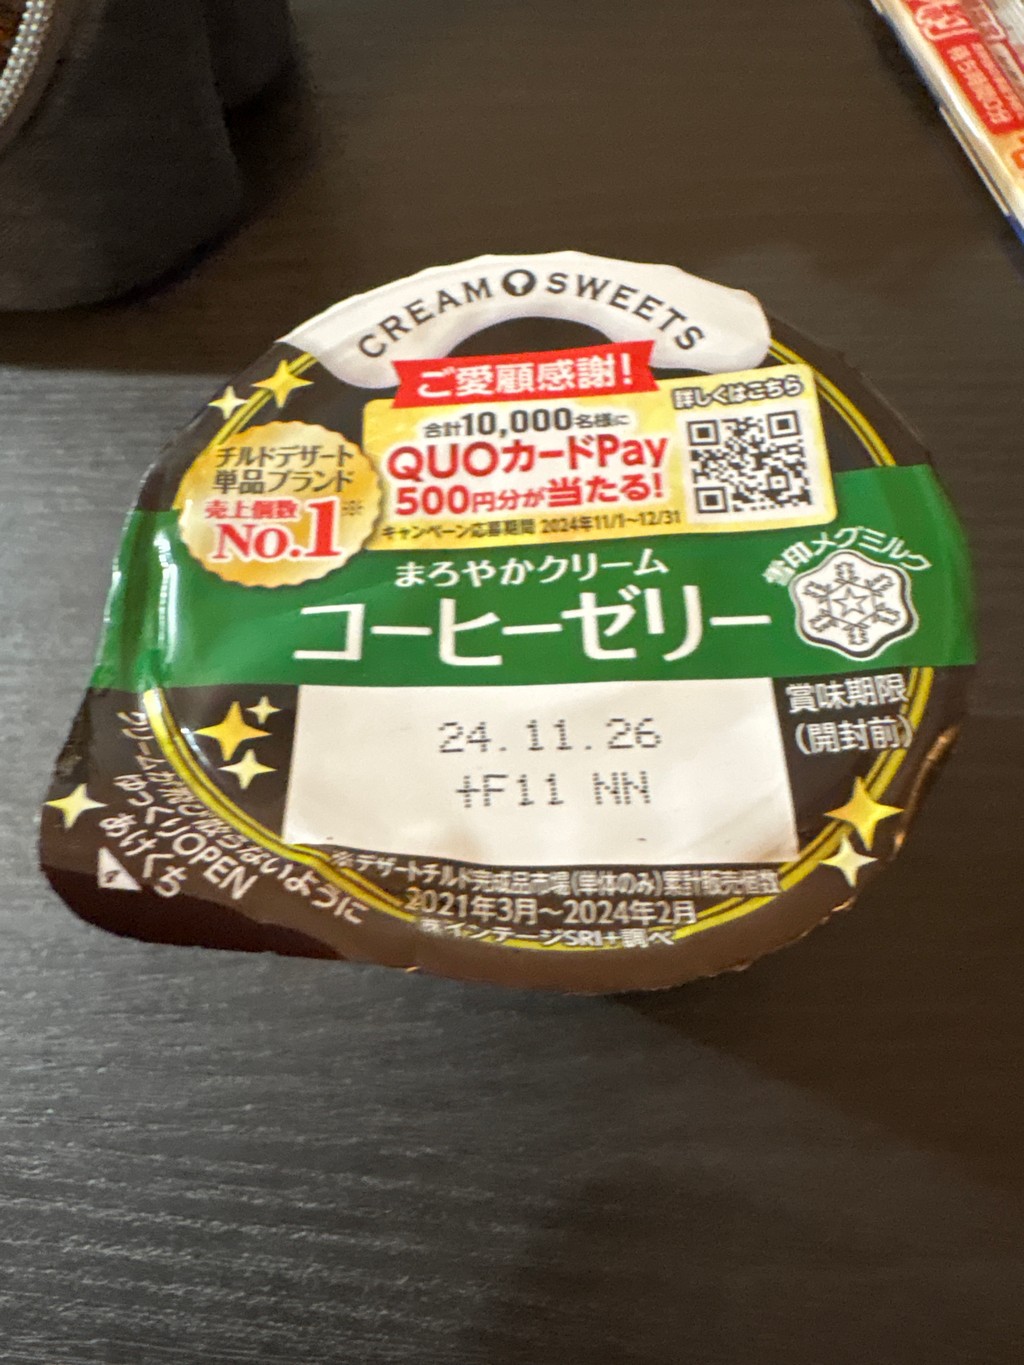 CREAM SWEETS
ご愛顧感謝!
詳しくはこちら
合計10,000名様に
QUOカードPay
500円分が当たる!
キャンペーン応募期間 2024年11/1〜12/31
チルドデザート
単品ブランド
売上個数
No.1※
まろやかクリーム
コーヒーゼリー
雪印メグミルク
賞味期限
(開封前)
24.11.26
+F11 NN
クリームが飛び散らないように
ゆっくりOPEN
あけくち
※デザートチルド完成品市場(単体のみ)累計販売個数
2021年3月〜2024年2月
㈱インテージSRI+調べ